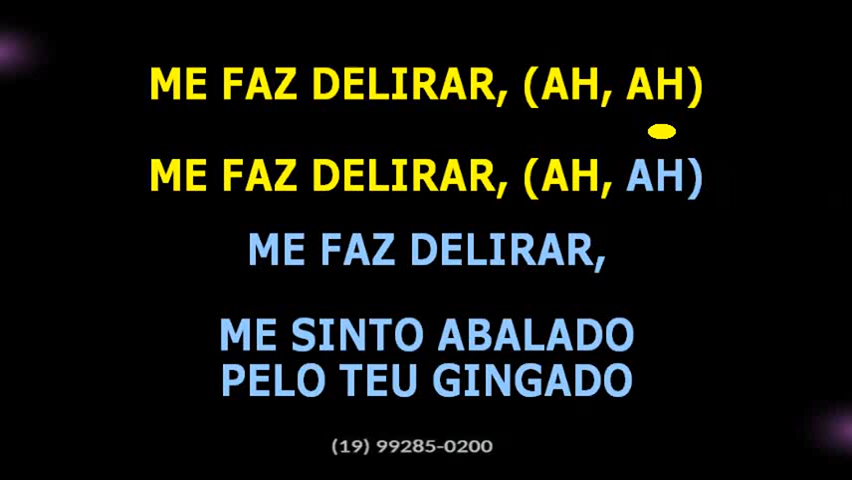 ME FAZ DELIRAR, (AH, AH)
ME FAZ DELIRAR, (AH, AH)
ME FAZ DELIRAR,
ME SINTO ABALADO
PELO TEU GINGADO
(19) 99285-0200